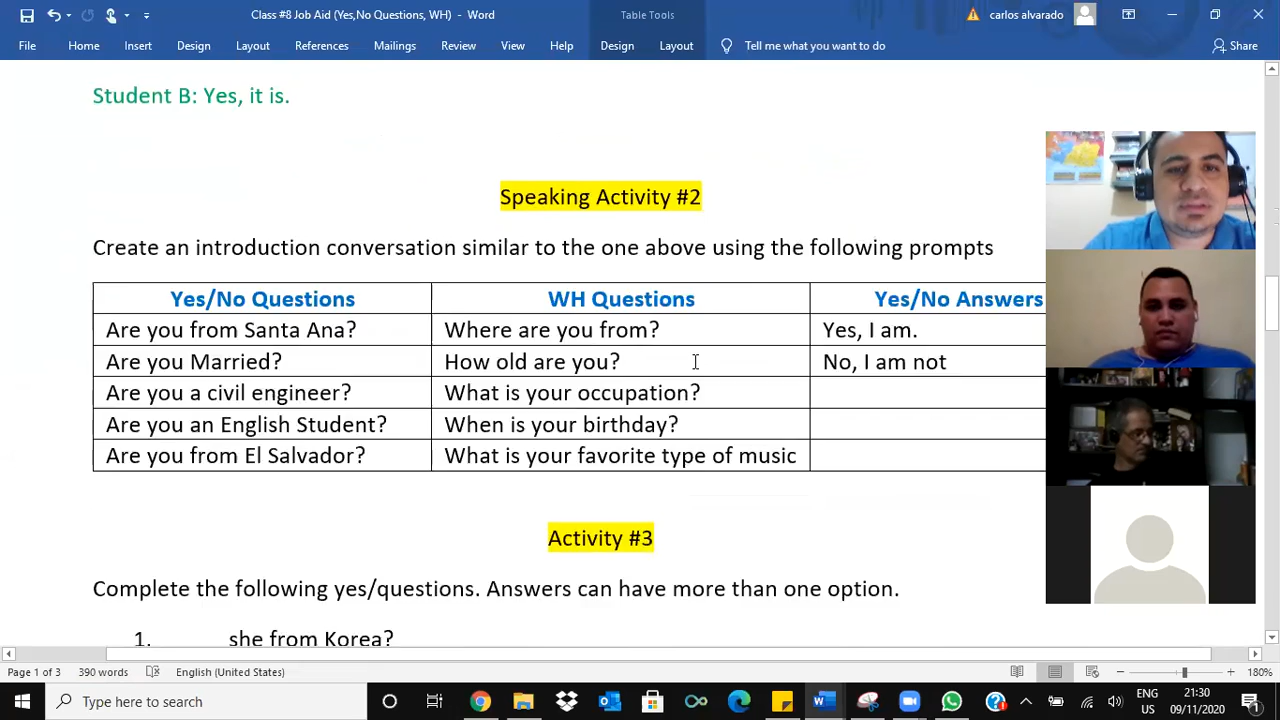 Class #8 Job Aid (Yes,No Questions, WH) - Word
Table Tools
carlos alvarado
File Home Insert Design Layout References Mailings Review View Help Design Layout Tell me what you want to do Share
Student B: Yes, it is.
Speaking Activity #2
Create an introduction conversation similar to the one above using the following prompts
Yes/No Questions WH Questions Yes/No Answers
Are you from Santa Ana? Where are you from? Yes, I am.
Are you Married? How old are you? No, I am not
Are you a civil engineer? What is your occupation?
Are you an English Student? When is your birthday?
Are you from El Salvador? What is your favorite type of music
Activity #3
Complete the following yes/questions. Answers can have more than one option.
1. she from Korea?
Page 1 of 3 390 words English (United States) 180%
Type here to search ENG 21:30
US 09/11/2020